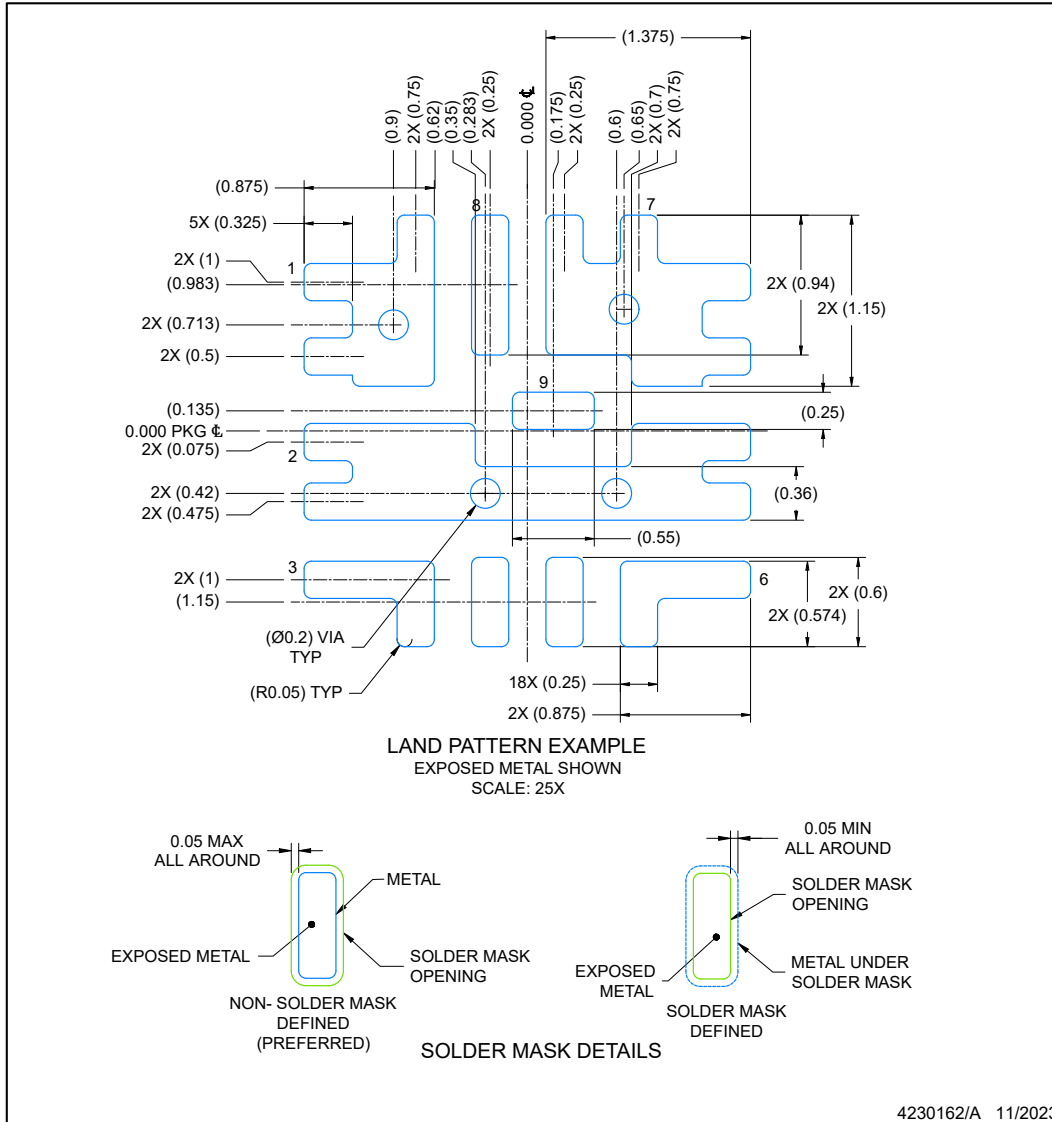 (1.375)
(0.9)
2X (0.75)
(0.62)
(0.35)
(0.283)
2X (0.25)
0.000 ℄
(0.175)
2X (0.25)
(0.6)
(0.65)
2X (0.7)
2X (0.75)
(0.875)
5X (0.325)
8
7
2X (1)
1
(0.983)
2X (0.94)
2X (1.15)
2X (0.713)
2X (0.5)
9
(0.135)
(0.25)
0.000 PKG ℄
2X (0.075)
2
2X (0.42)
(0.36)
2X (0.475)
(0.55)
3
2X (1)
6
(1.15)
2X (0.6)
2X (0.574)
(Ø0.2) VIA
TYP
(R0.05) TYP
18X (0.25)
2X (0.875)
LAND PATTERN EXAMPLE
EXPOSED METAL SHOWN
SCALE: 25X
0.05 MAX
ALL AROUND
METAL
EXPOSED METAL
SOLDER MASK
OPENING
NON- SOLDER MASK
DEFINED
(PREFERRED)
0.05 MIN
ALL AROUND
SOLDER MASK
OPENING
EXPOSED
METAL
METAL UNDER
SOLDER MASK
SOLDER MASK
DEFINED
SOLDER MASK DETAILS
4230162/A 11/2023